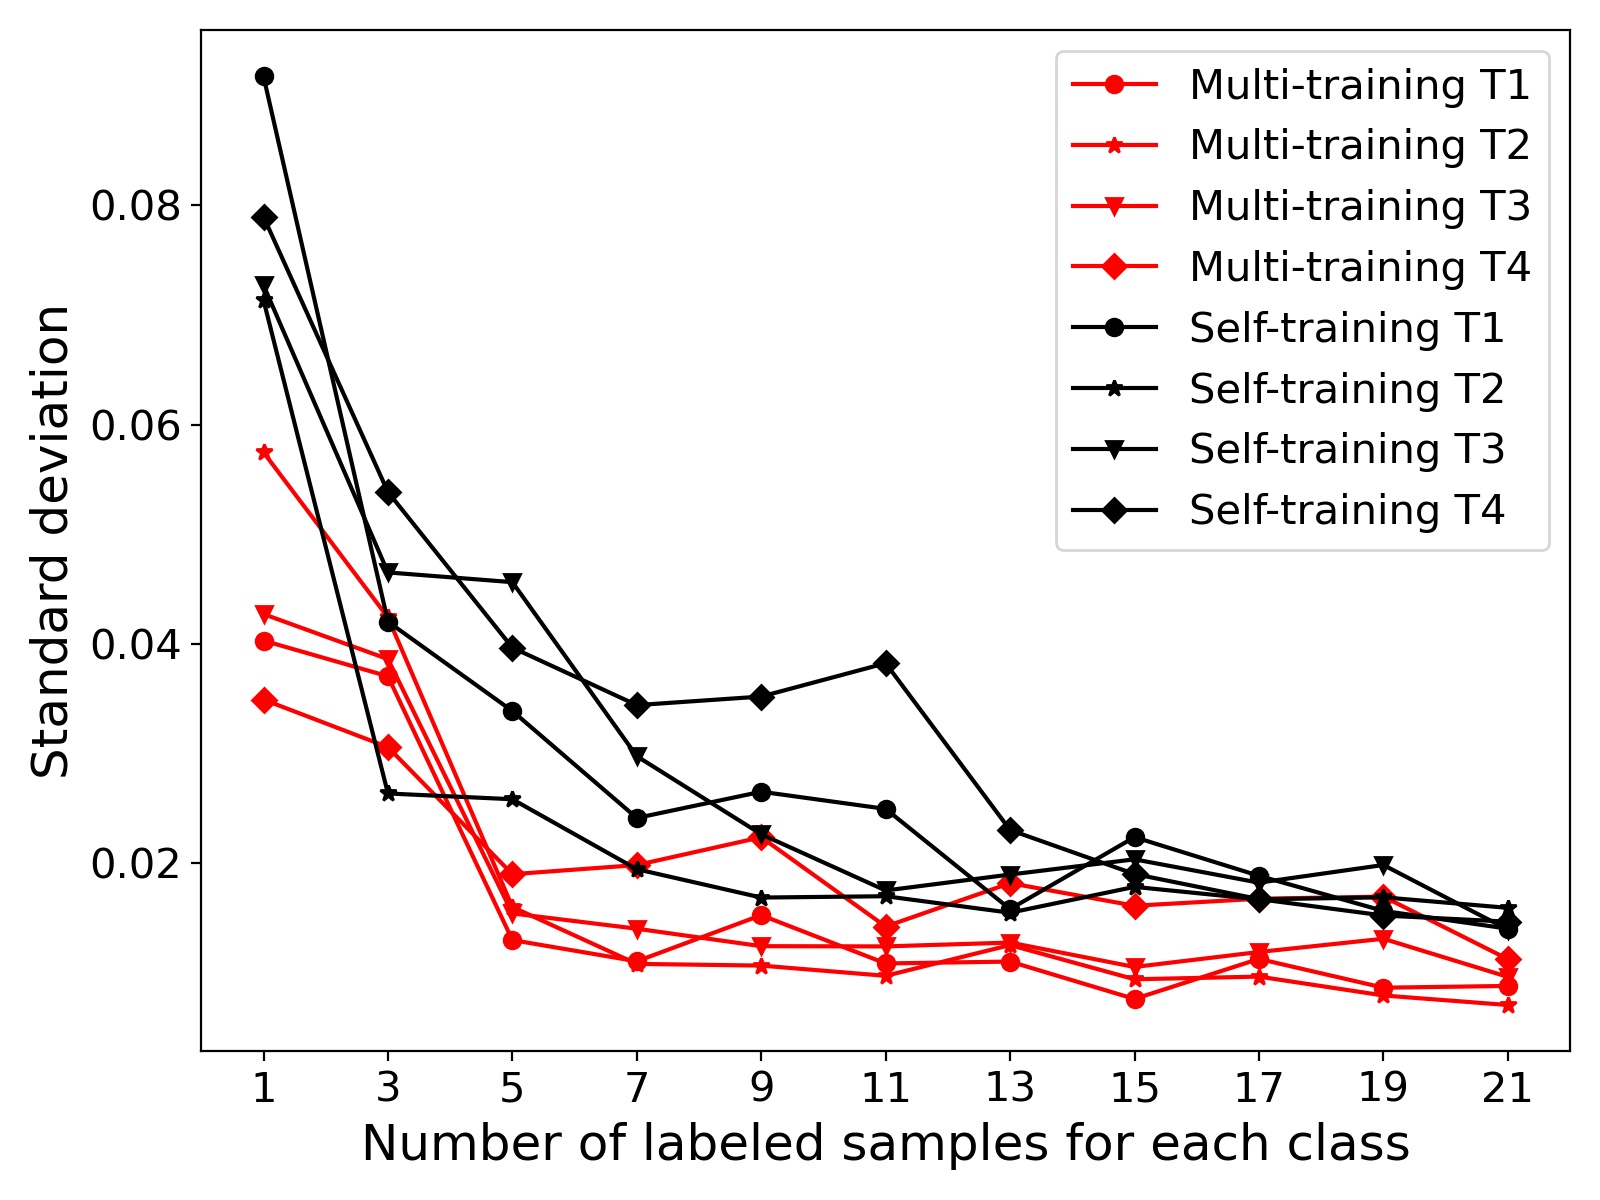 Multi-training T1
Multi-training T2
Multi-training T3
Multi-training T4
Self-training T1
Self-training T2
Self-training T3
Self-training T4
Standard deviation
0.08
0.06
0.04
0.02
1 3 5 7 9 11 13 15 17 19 21
Number of labeled samples for each class